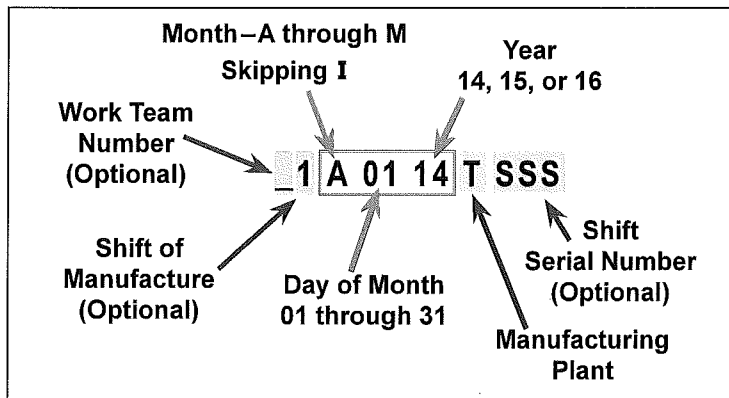 Month–A through M
Skipping I
Year
14, 15, or 16
Work Team
Number
(Optional)
_1 A 01 14 T SSS
Shift of
Manufacture
(Optional)
Day of Month
01 through 31
Shift
Serial Number
(Optional)
Manufacturing
Plant